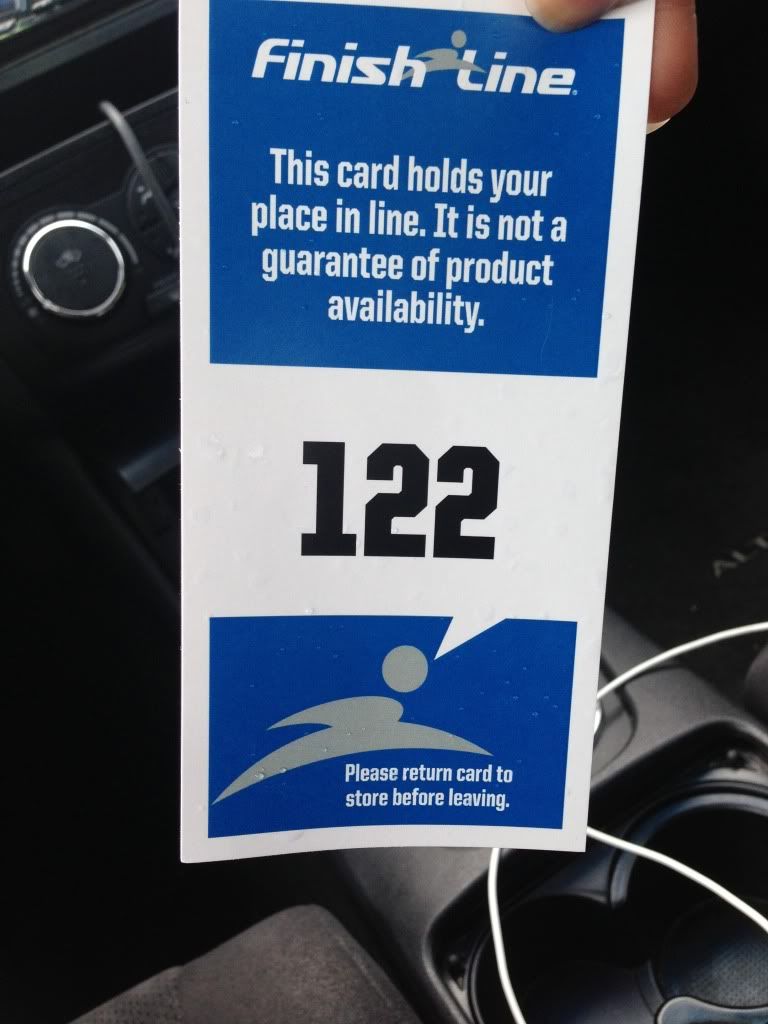 Finish Line
This card holds your
place in line. It is not a
guarantee of product
availability.
122
Please return card to
store before leaving.